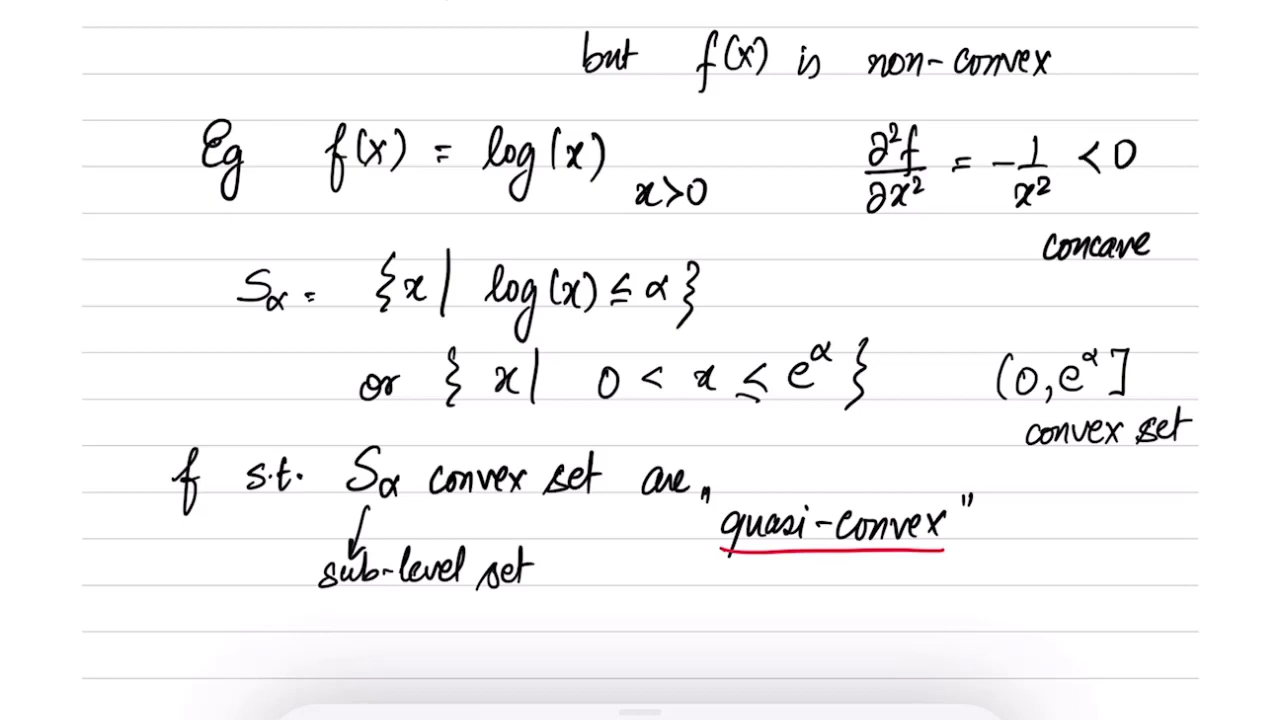 but f(x) is non-convex
Eg f(x) = log(x) x>0 ∂²f/∂x² = -1/x² < 0
concave
Sα = {x | log(x) ≤ α}
or { x | 0 < x ≤ e^α } (0, e^α]
convex set
f s.t. Sα convex set are "quasi-convex"
sub-level set